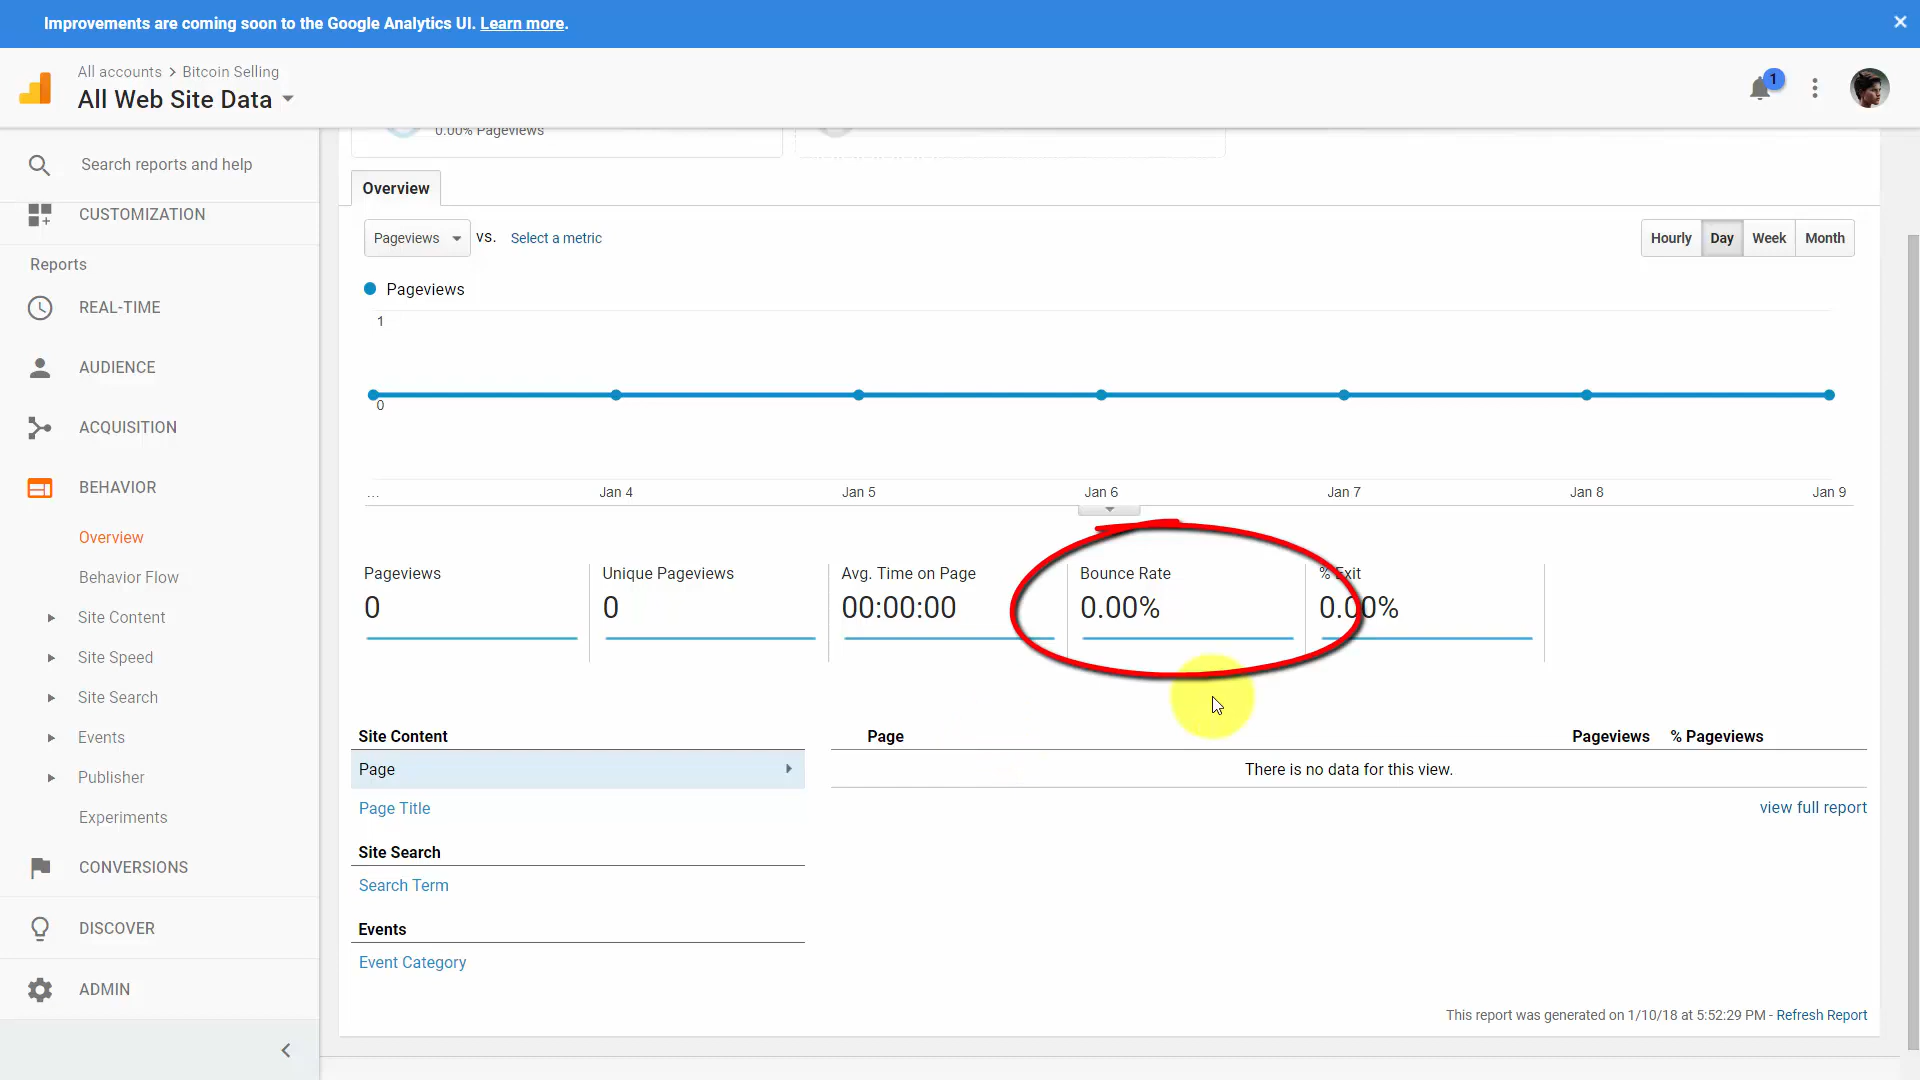 Improvements are coming soon to the Google Analytics UI. Learn more.
All accounts > Bitcoin Selling
All Web Site Data
1
Search reports and help
CUSTOMIZATION
Reports
REAL-TIME
AUDIENCE
ACQUISITION
BEHAVIOR
Overview
Behavior Flow
Site Content
Site Speed
Site Search
Events
Publisher
Experiments
CONVERSIONS
DISCOVER
ADMIN
0.00% Pageviews
Overview
Pageviews VS. Select a metric
Hourly Day Week Month
Pageviews
1
0
... Jan 4 Jan 5 Jan 6 Jan 7 Jan 8 Jan 9
Pageviews Unique Pageviews Avg. Time on Page Bounce Rate % Exit
0 0 00:00:00 0.00% 0.00%
Site Content
Page
Page Title
Site Search
Search Term
Events
Event Category
Page Pageviews % Pageviews
There is no data for this view.
view full report
This report was generated on 1/10/18 at 5:52:29 PM - Refresh Report